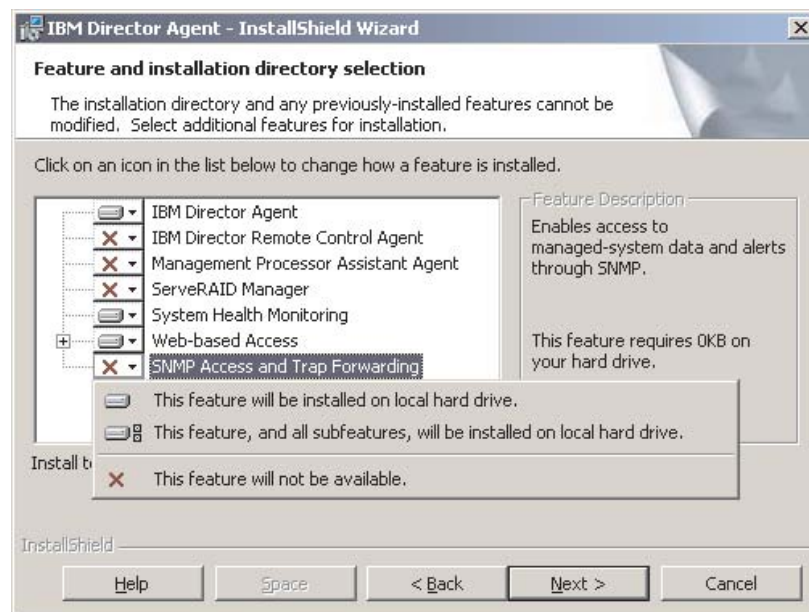 IBM Director Agent - InstallShield Wizard
Feature and installation directory selection
The installation directory and any previously-installed features cannot be
modified. Select additional features for installation.
Click on an icon in the list below to change how a feature is installed.
IBM Director Agent
IBM Director Remote Control Agent
Management Processor Assistant Agent
ServeRAID Manager
System Health Monitoring
Web-based Access
SNMP Access and Trap Forwarding
Feature Description
Enables access to
managed-system data and alerts
through SNMP.
This feature requires 0KB on
your hard drive.
This feature will be installed on local hard drive.
This feature, and all subfeatures, will be installed on local hard drive.
This feature will not be available.
Install
InstallShield
Help
Space
< Back
Next >
Cancel